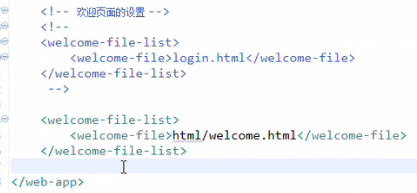 <!-- 欢迎页面的设置 -->
<!--
<welcome-file-list>
<welcome-file>login.html</welcome-file>
</welcome-file-list>
-->
<welcome-file-list>
<welcome-file>html/welcome.html</welcome-file>
</welcome-file-list>
</web-app>